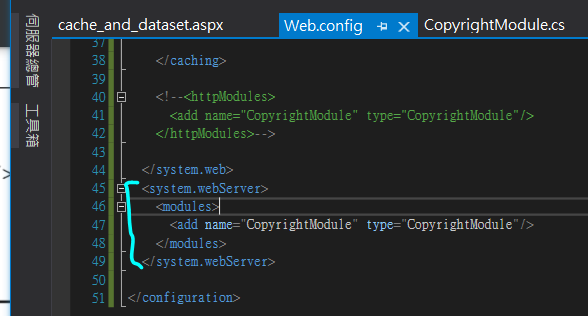 cache_and_dataset.aspx
Web.config
CopyrightModule.cs
伺服器總管
工具箱
37
38 </caching>
39
40 <!--<httpModules>
41 <add name="CopyrightModule" type="CopyrightModule"/>
42 </httpModules>-->
43
44 </system.web>
45 <system.webServer>
46 <modules>
47 <add name="CopyrightModule" type="CopyrightModule"/>
48 </modules>
49 </system.webServer>
50
51 </configuration>